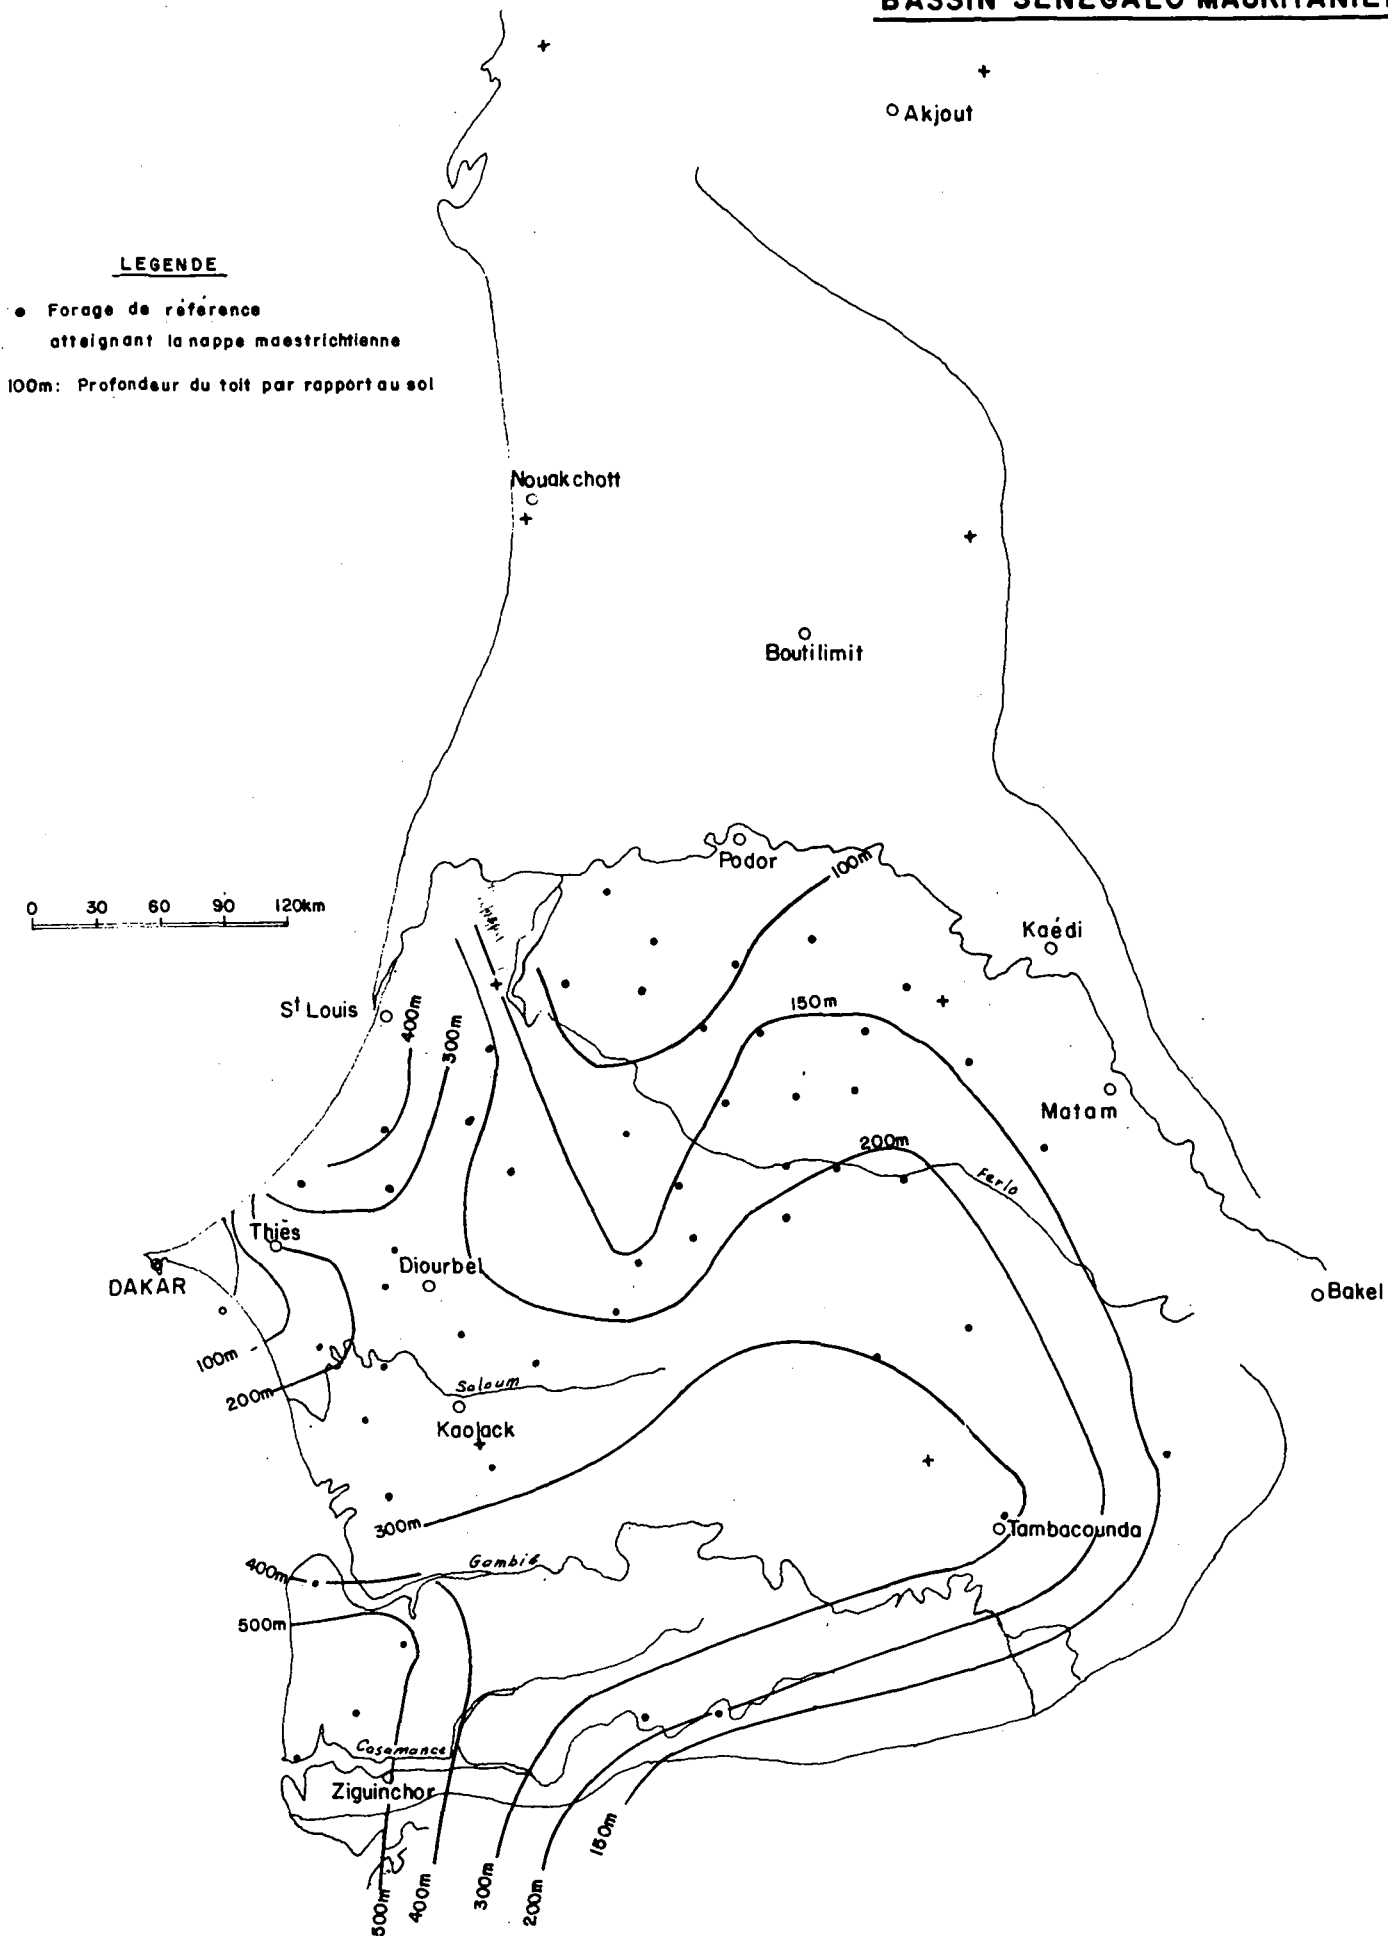 BASSIN SENEGALO MAURITANIEN
Akjout
LEGENDE
Forage de référence
atteignant la nappe maestrichtienne
100m: Profondeur du toit par rapport au sol
Nouakchott
Boutilimit
Podor
100m
0 30 60 90 120km
Kaédi
St Louis
400m
300m
150m
Matam
200m
Ferlo
Thiès
Diourbel
DAKAR
Bakel
100m
200m
Saloum
Kaolack
300m
Tambacounda
400m
Gambie
500m
Casamance
Ziguinchor
150m
300m
400m
200m
500m